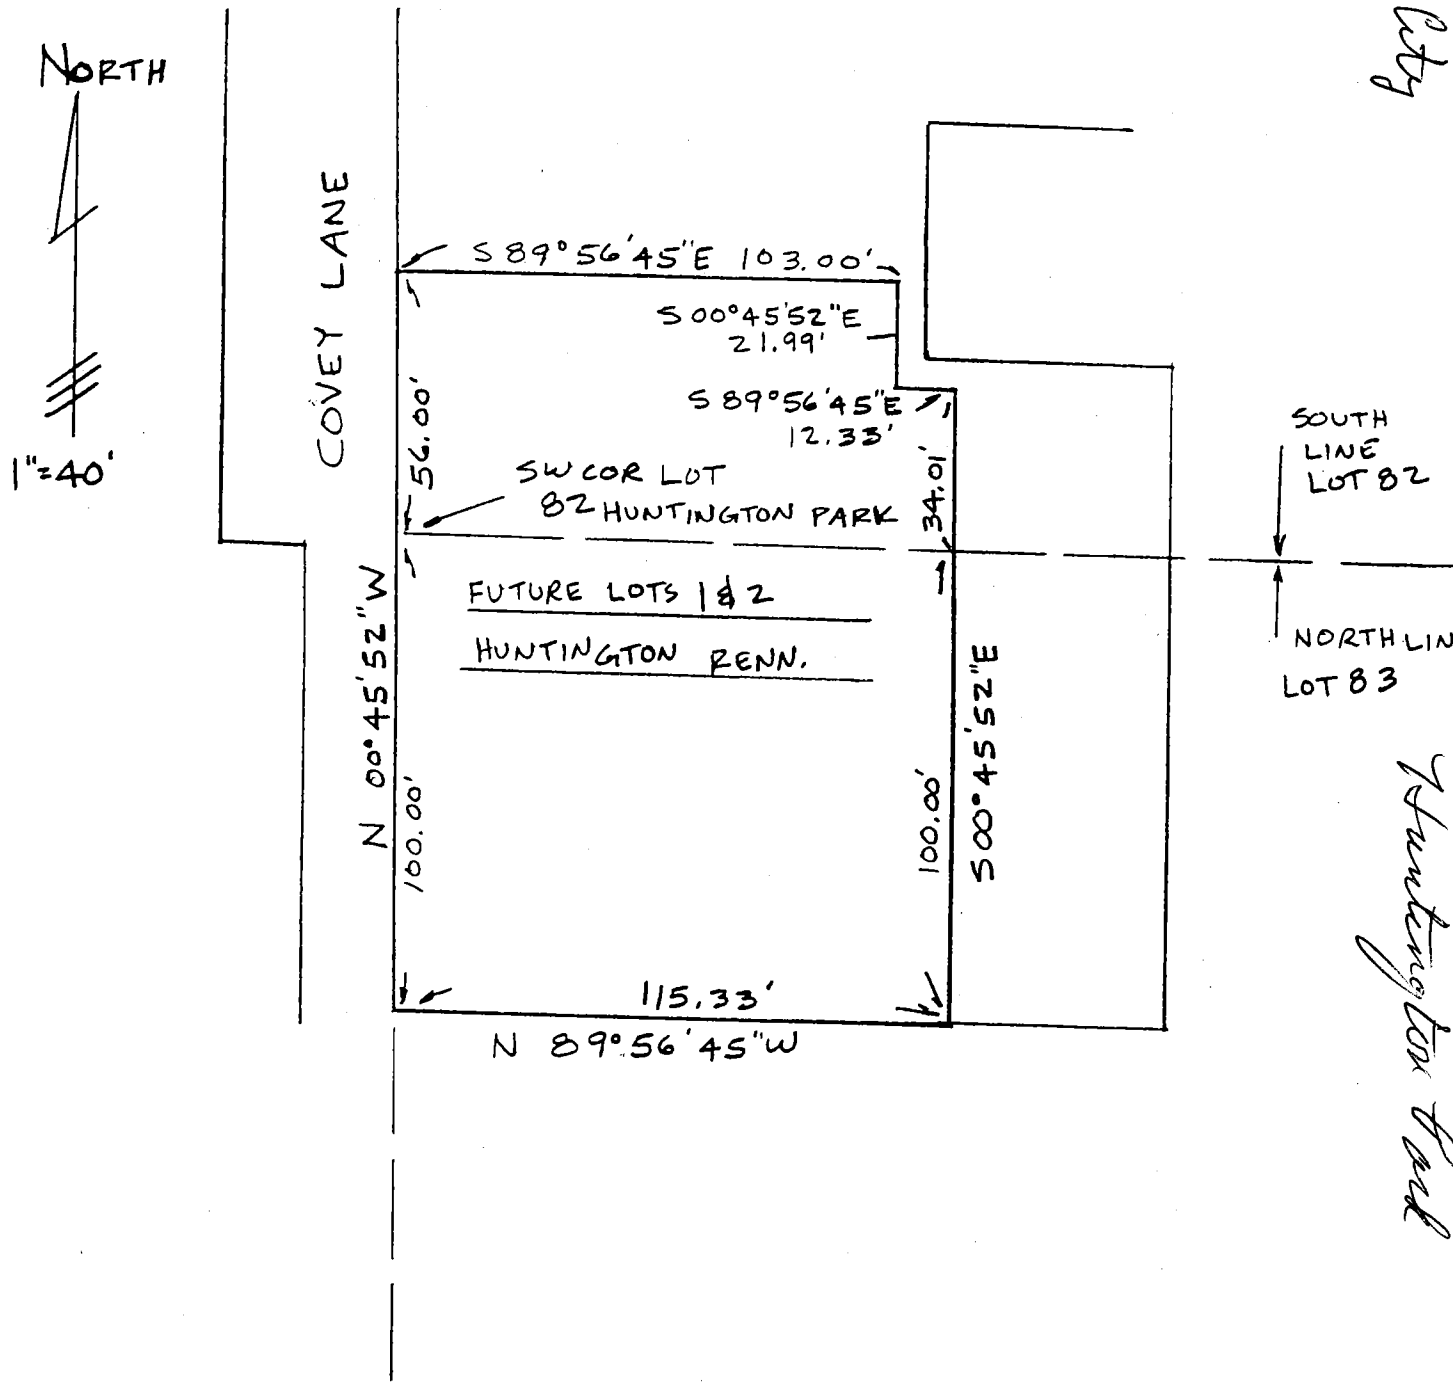 City
NORTH
1"=40'
COVEY LANE
S 89°56'45"E 103.00'
S 00°45'52"E
21.99'
S 89°56'45"E
12.33'
56.00'
34.01'
SW COR LOT
82 HUNTINGTON PARK
SOUTH
LINE
LOT 82
FUTURE LOTS 1 & 2
HUNTINGTON RENN.
NORTH LIN
LOT 83
N 00°45'52"W
100.00'
100.00'
S 00°45'52"E
115.33'
N 89°56'45"W
Huntington Park